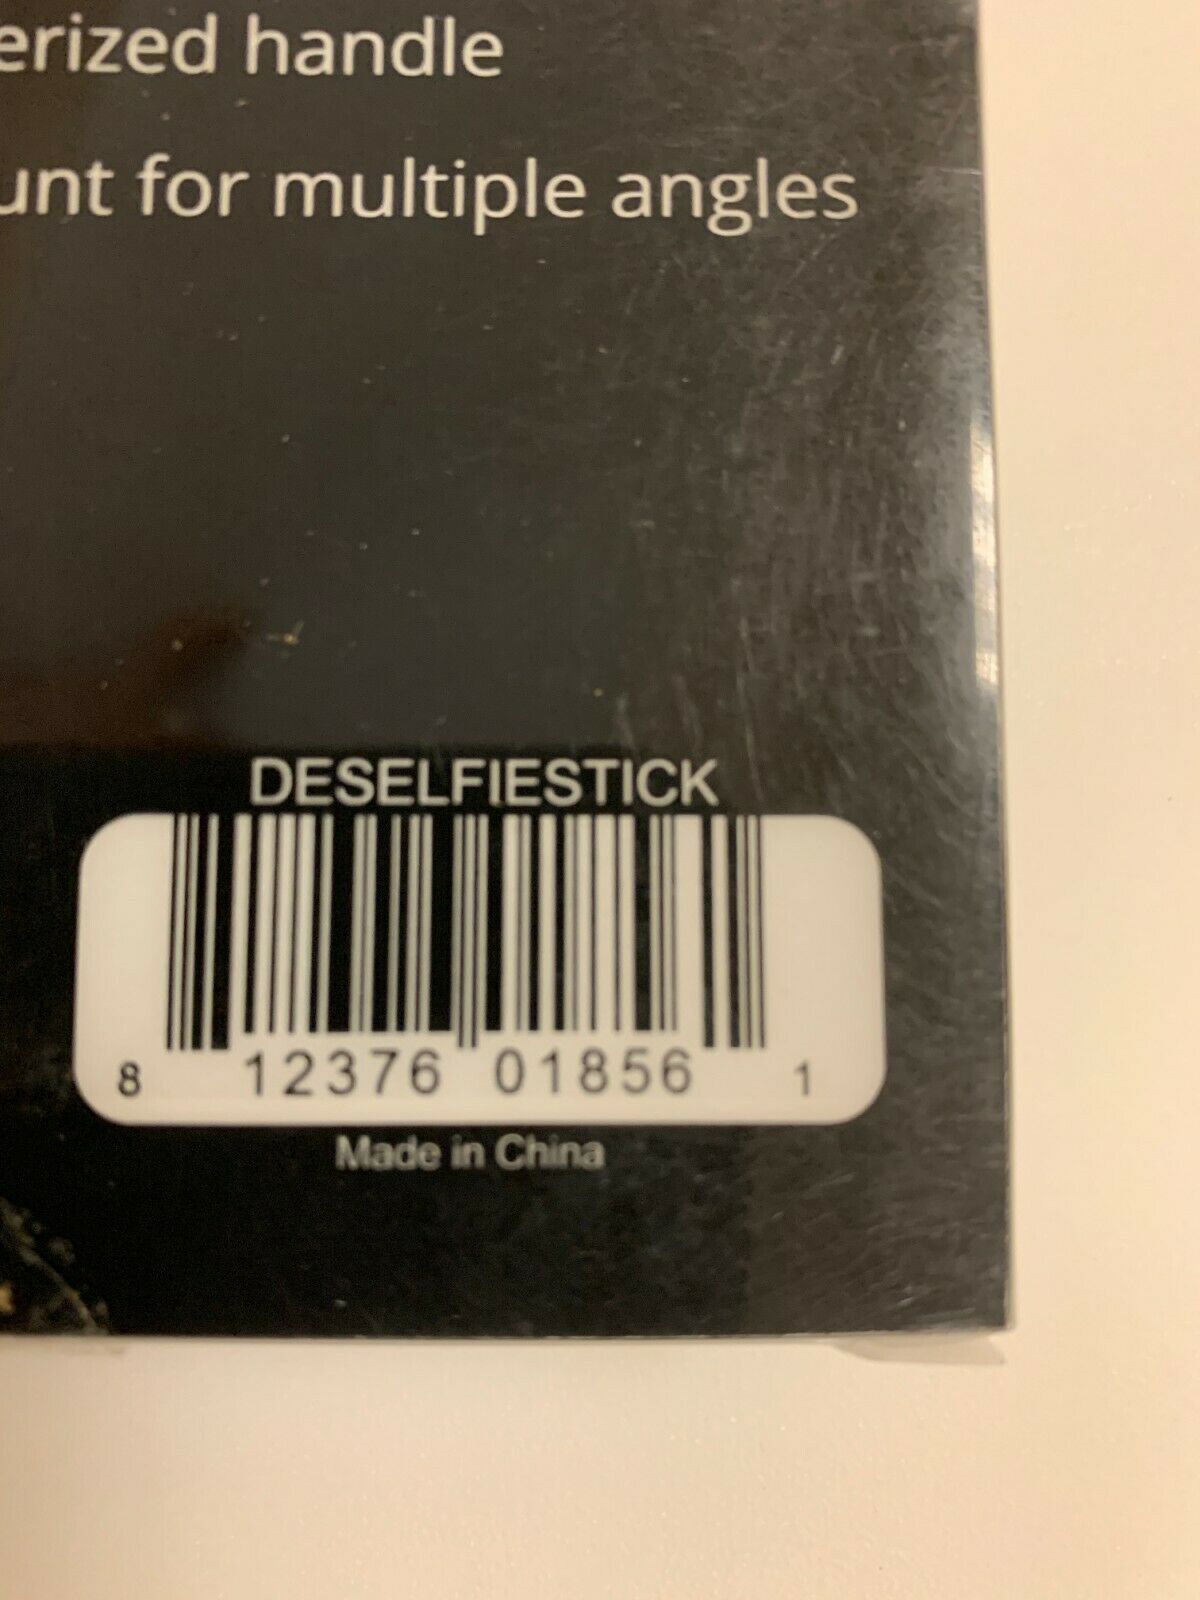 erized handle
unt for multiple angles
DESELFIESTICK
8 12376 01856 1
Made in China